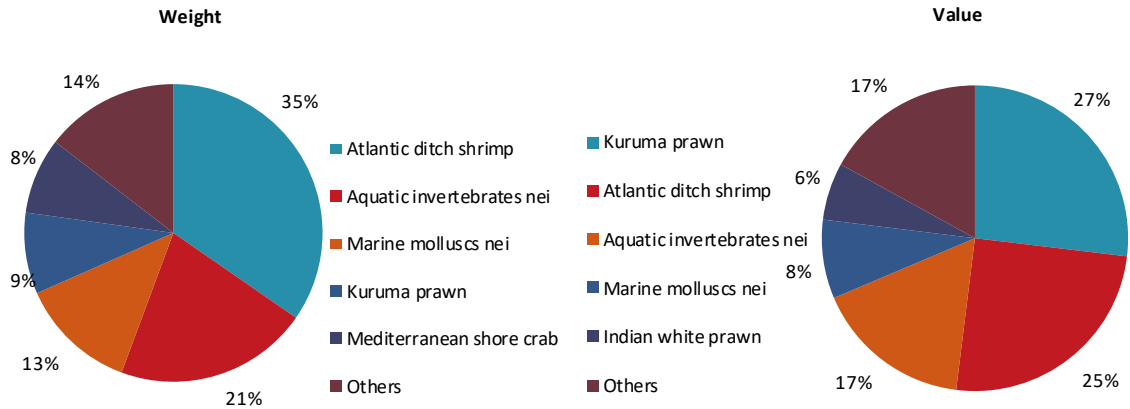 Weight
14%
35%
8%
9%
13%
21%
Atlantic ditch shrimp
Aquatic invertebrates nei
Marine molluscs nei
Kuruma prawn
Mediterranean shore crab
Others
Value
Kuruma prawn
Atlantic ditch shrimp
Aquatic invertebrates nei
Marine molluscs nei
Indian white prawn
Others
17%
27%
6%
8%
17%
25%